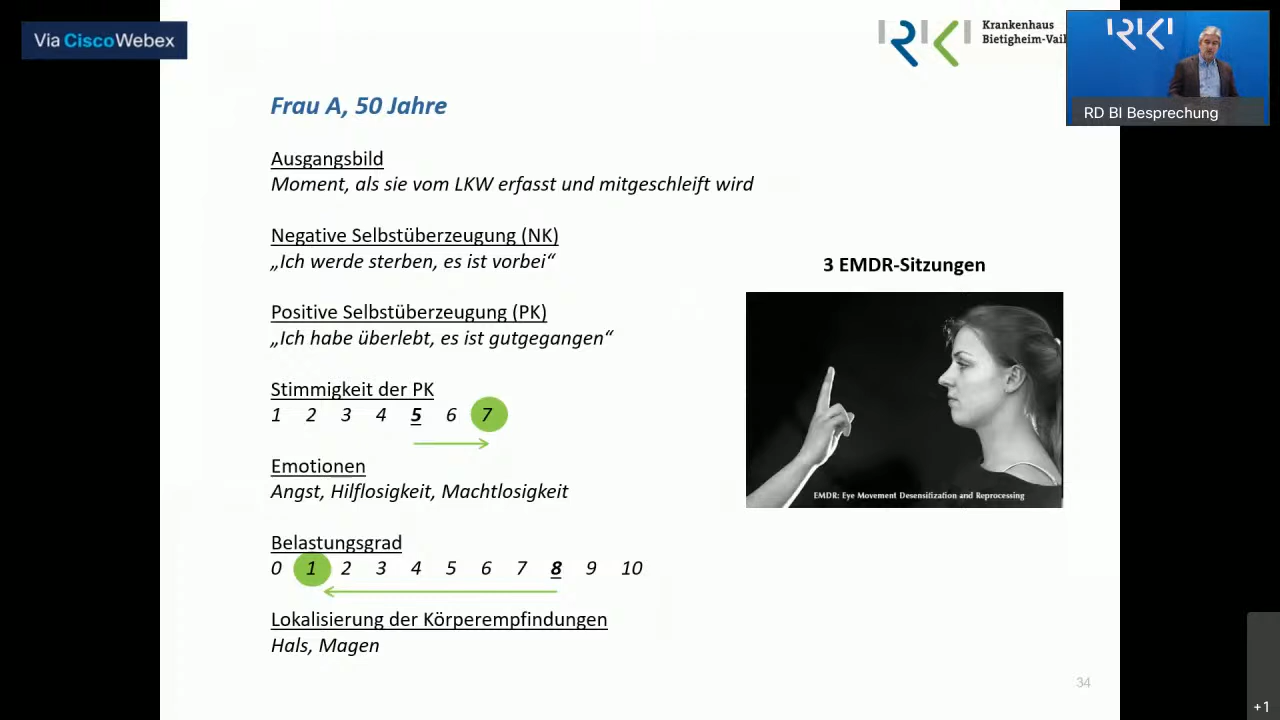 Via CiscoWebex
Krankenhaus
Bietigheim-Vaih
RD BI Besprechung
Frau A, 50 Jahre
Ausgangsbild
Moment, als sie vom LKW erfasst und mitgeschleift wird
Negative Selbstüberzeugung (NK)
„Ich werde sterben, es ist vorbei“
Positive Selbstüberzeugung (PK)
„Ich habe überlebt, es ist gutgegangen“
Stimmigkeit der PK
1 2 3 4 5 6 7
Emotionen
Angst, Hilflosigkeit, Machtlosigkeit
Belastungsgrad
0 1 2 3 4 5 6 7 8 9 10
Lokalisierung der Körperempfindungen
Hals, Magen
3 EMDR-Sitzungen
EMDR: Eye Movement Desensitization and Reprocessing
34
+1